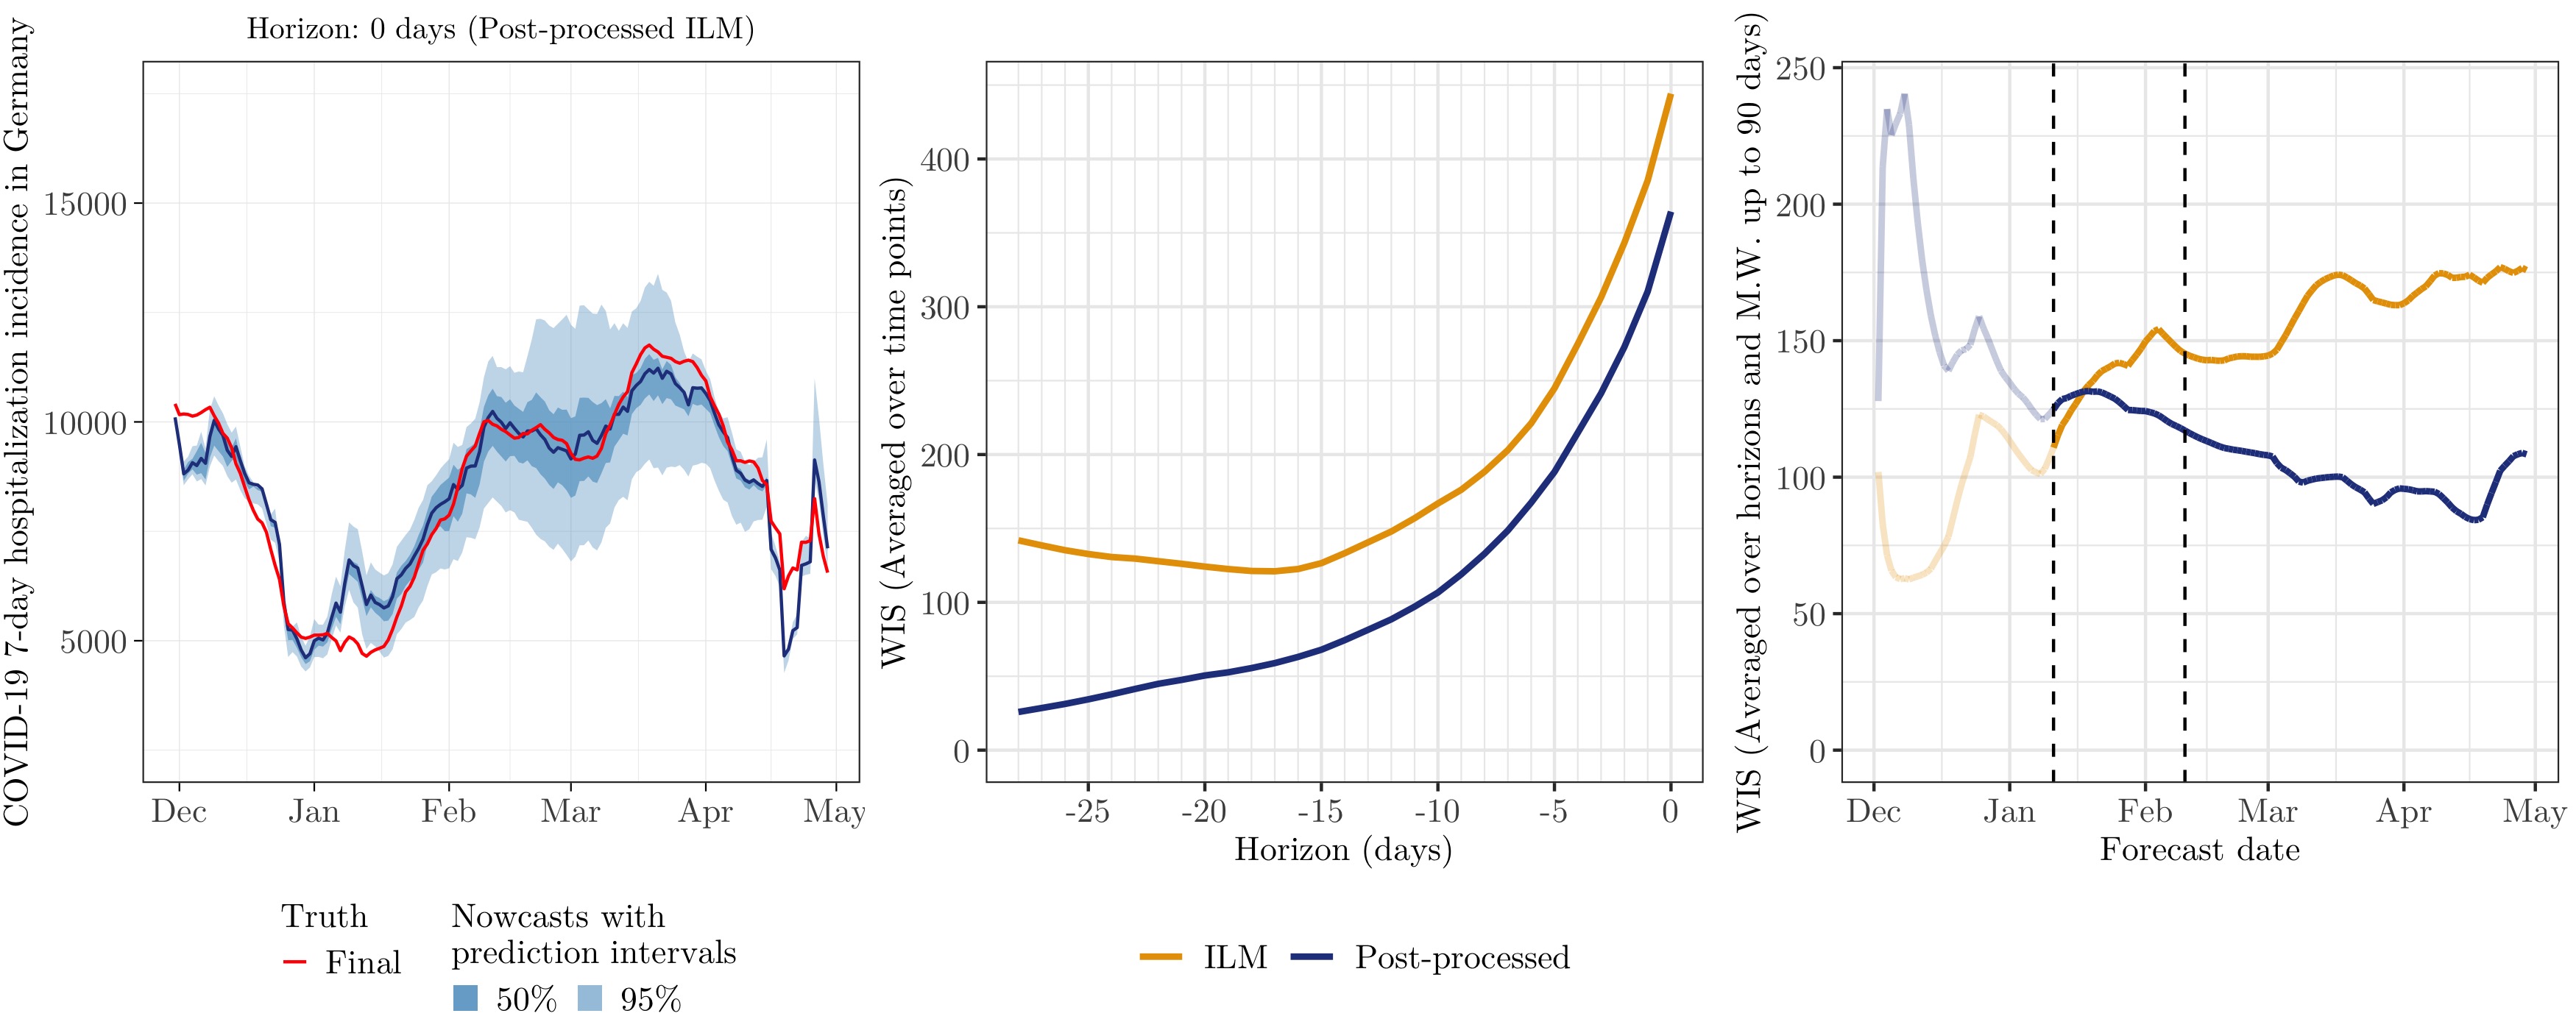 Horizon: 0 days (Post-processed ILM)
COVID-19 7-day hospitalization incidence in Germany
15000
10000
5000
Dec Jan Feb Mar Apr May
Truth
Final
Nowcasts with
prediction intervals
50% 95%
WIS (Averaged over time points)
400
300
200
100
0
-25 -20 -15 -10 -5 0
Horizon (days)
ILM Post-processed
WIS (Averaged over horizons and M.W. up to 90 days)
250
200
150
100
50
0
Dec Jan Feb Mar Apr May
Forecast date